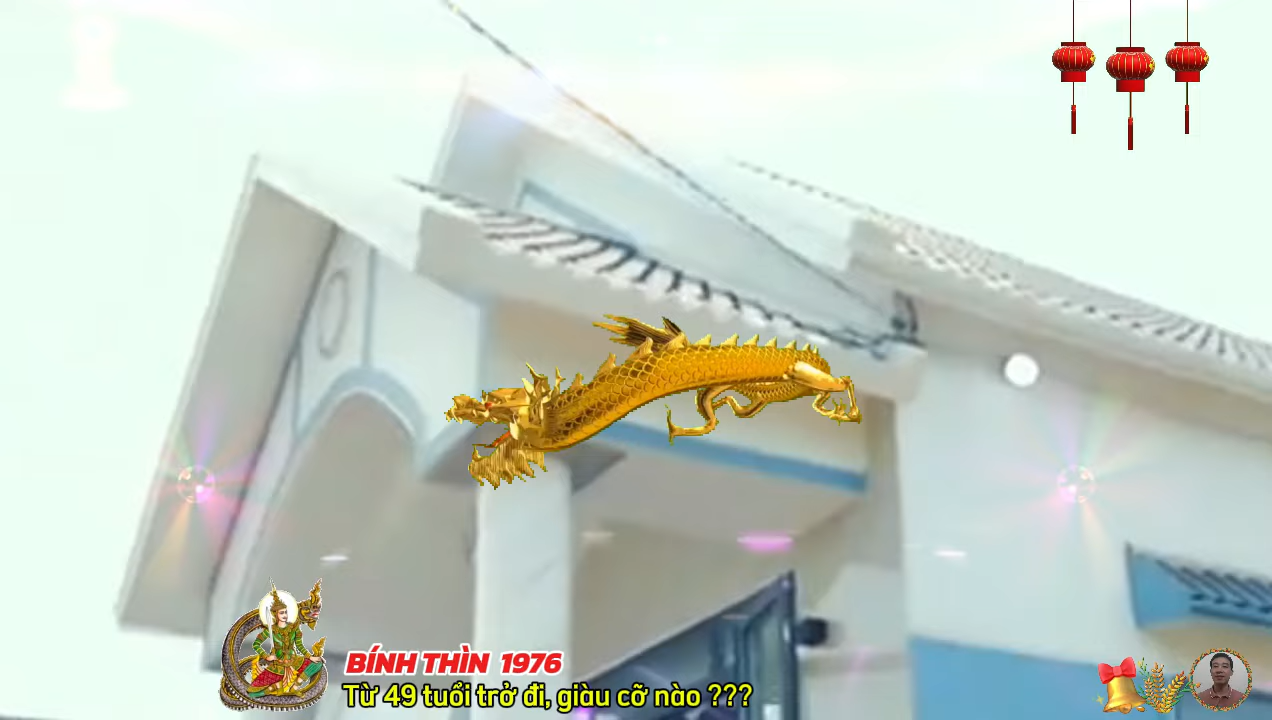 BÍNH THÌN 1976
Từ 49 tuổi trở đi, giàu cỡ nào ???